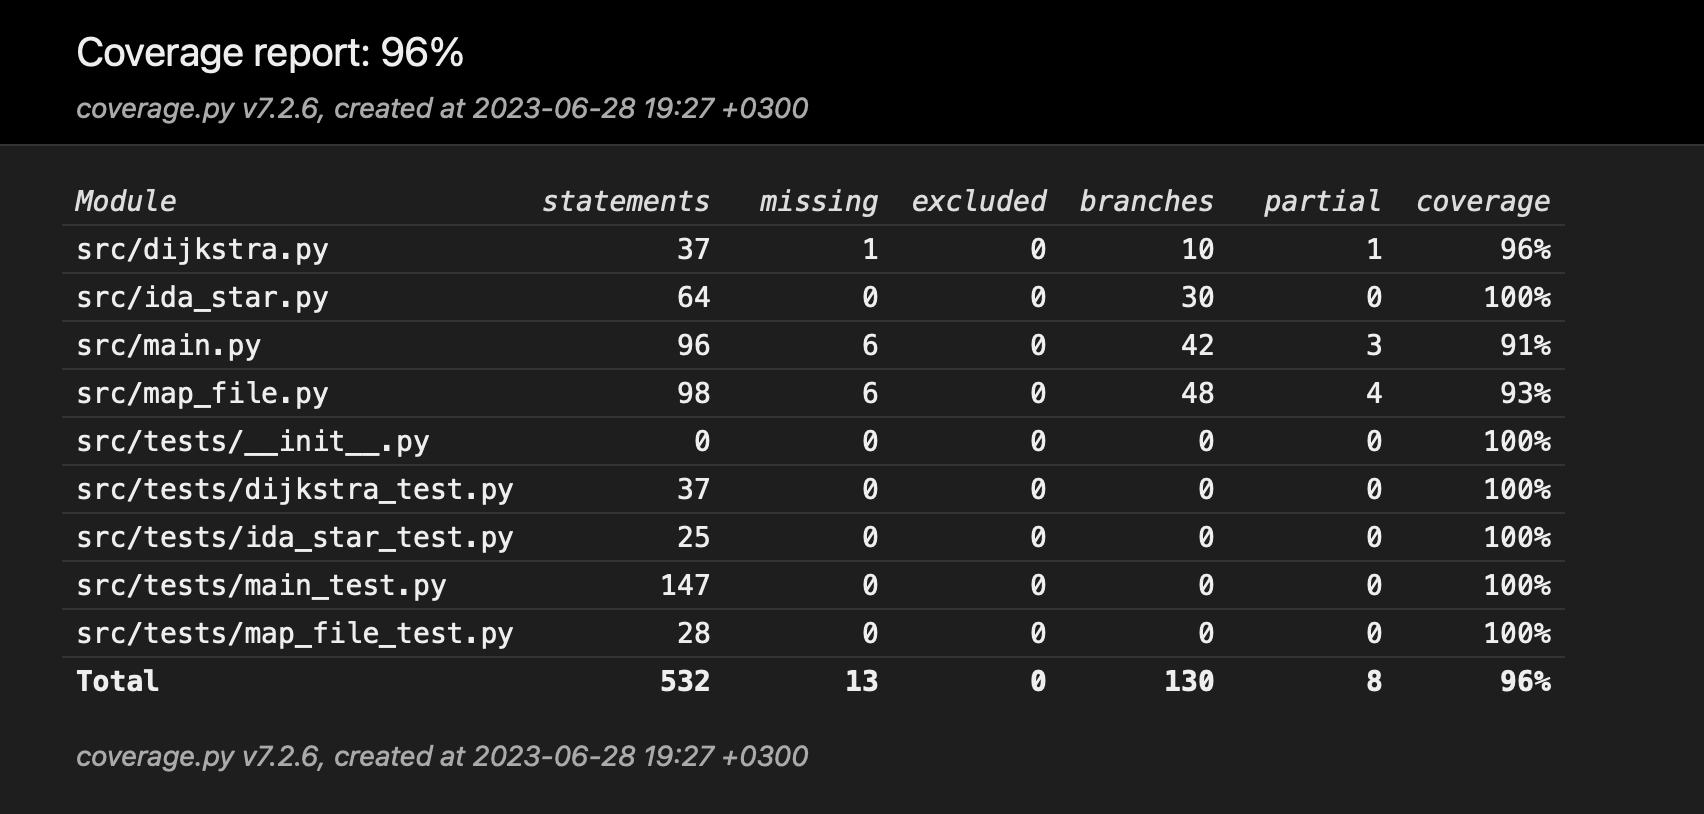 Coverage report: 96%
coverage.py v7.2.6, created at 2023-06-28 19:27 +0300
Module statements missing excluded branches partial coverage
src/dijkstra.py 37 1 0 10 1 96%
src/ida_star.py 64 0 0 30 0 100%
src/main.py 96 6 0 42 3 91%
src/map_file.py 98 6 0 48 4 93%
src/tests/__init__.py 0 0 0 0 0 100%
src/tests/dijkstra_test.py 37 0 0 0 0 100%
src/tests/ida_star_test.py 25 0 0 0 0 100%
src/tests/main_test.py 147 0 0 0 0 100%
src/tests/map_file_test.py 28 0 0 0 0 100%
Total 532 13 0 130 8 96%
coverage.py v7.2.6, created at 2023-06-28 19:27 +0300